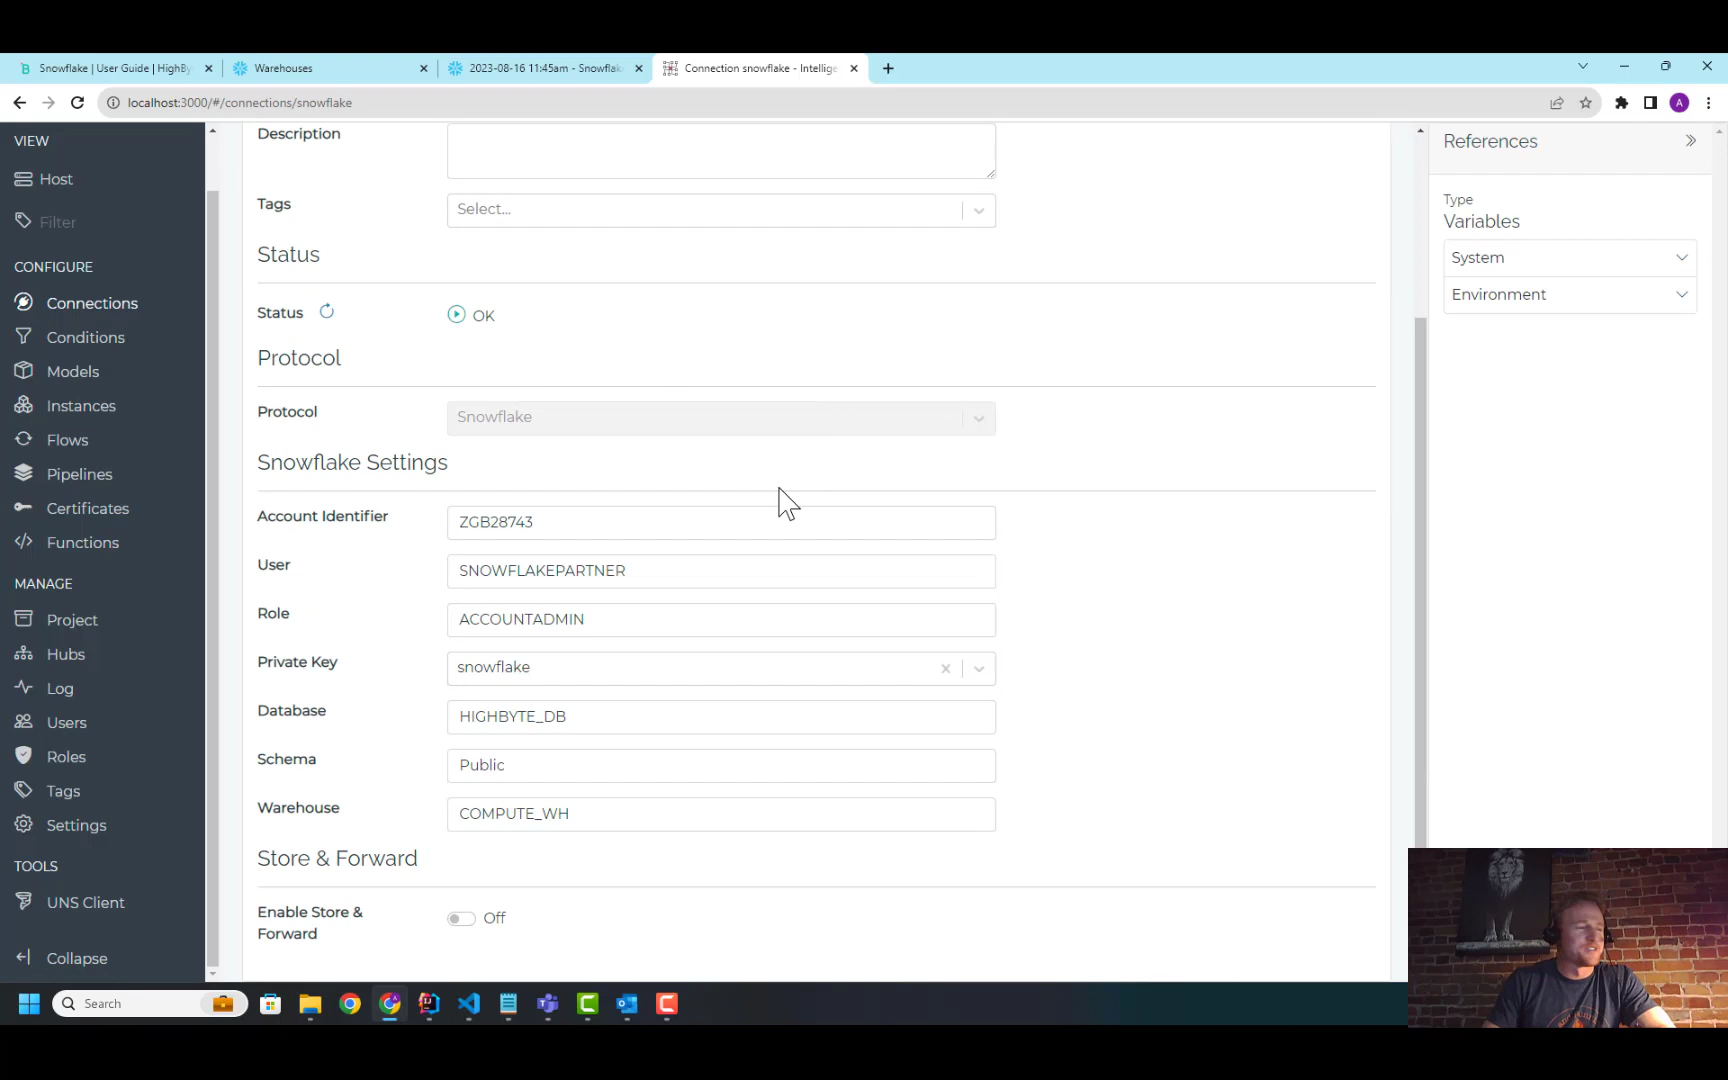 Snowflake | User Guide | HighBy
Warehouses
2023-08-16 11:45am - Snowflak
Connection snowflake - Intellige
localhost:3000/#/connections/snowflake
A
VIEW
Host
Filter
CONFIGURE
Connections
Conditions
Models
Instances
Flows
Pipelines
Certificates
Functions
MANAGE
Project
Hubs
Log
Users
Roles
Tags
Settings
TOOLS
UNS Client
Collapse
Description
Tags
Select...
Status
Status
OK
Protocol
Protocol
Snowflake
Snowflake Settings
Account Identifier
ZGB28743
User
SNOWFLAKEPARTNER
Role
ACCOUNTADMIN
Private Key
snowflake
Database
HIGHBYTE_DB
Schema
Public
Warehouse
COMPUTE_WH
Store & Forward
Enable Store &
Forward
Off
References
Type
Variables
System
Environment
Search